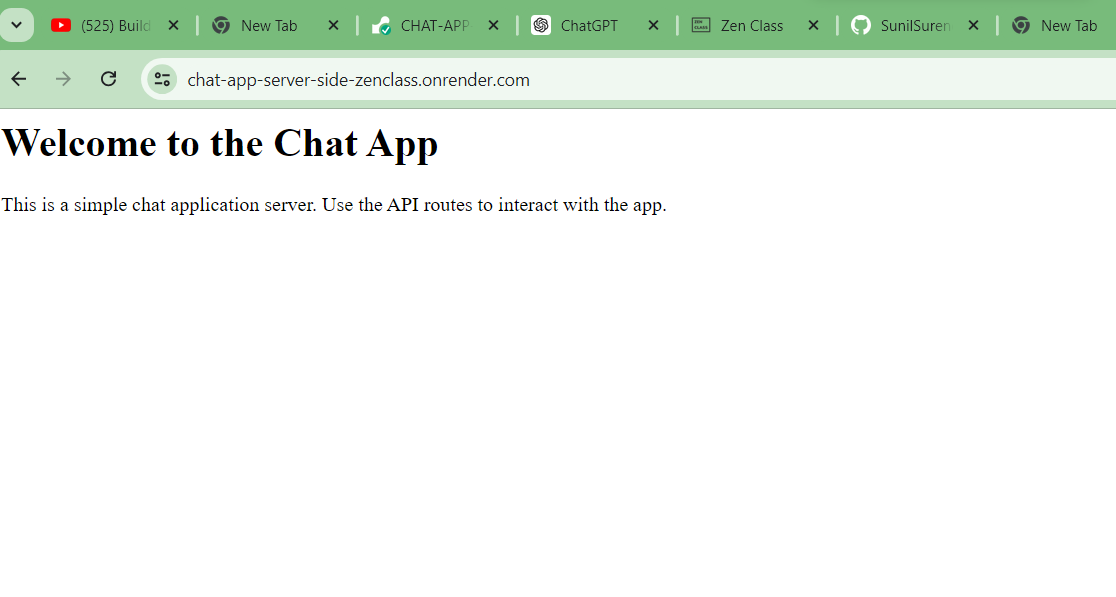 (525) Build
New Tab
CHAT-APP
ChatGPT
Zen Class
SunilSuren
New Tab
chat-app-server-side-zenclass.onrender.com
Welcome to the Chat App
This is a simple chat application server. Use the API routes to interact with the app.